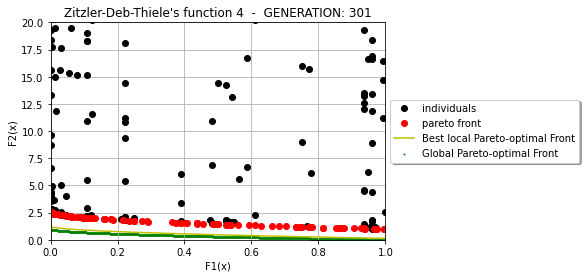 Zitzler-Deb-Thiele's function 4 - GENERATION: 301
20.0
17.5
15.0
12.5
10.0
7.5
5.0
2.5
0.0
F2(x)
0.0 0.2 0.4 0.6 0.8 1.0
F1(x)
individuals
pareto front
Best local Pareto-optimal Front
Global Pareto-optimal Front